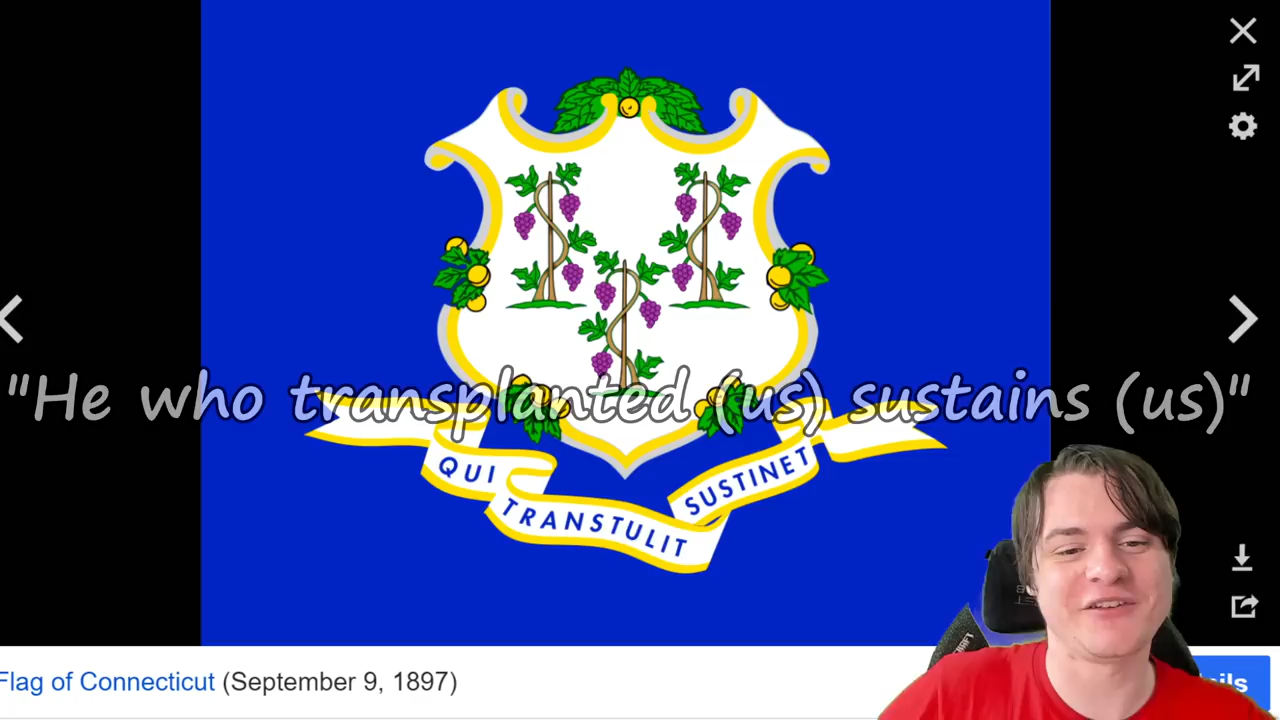 "He who transplanted (us) sustains (us)"
QUI
TRANSTULIT
SUSTINET
Flag of Connecticut (September 9, 1897)